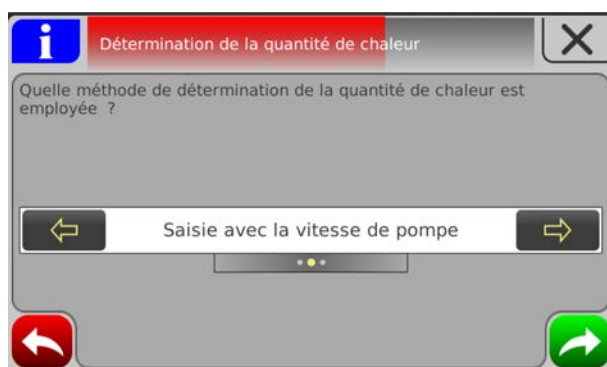 i
Détermination de la quantité de chaleur
Quelle méthode de détermination de la quantité de chaleur est
employée ?
Saisie avec la vitesse de pompe